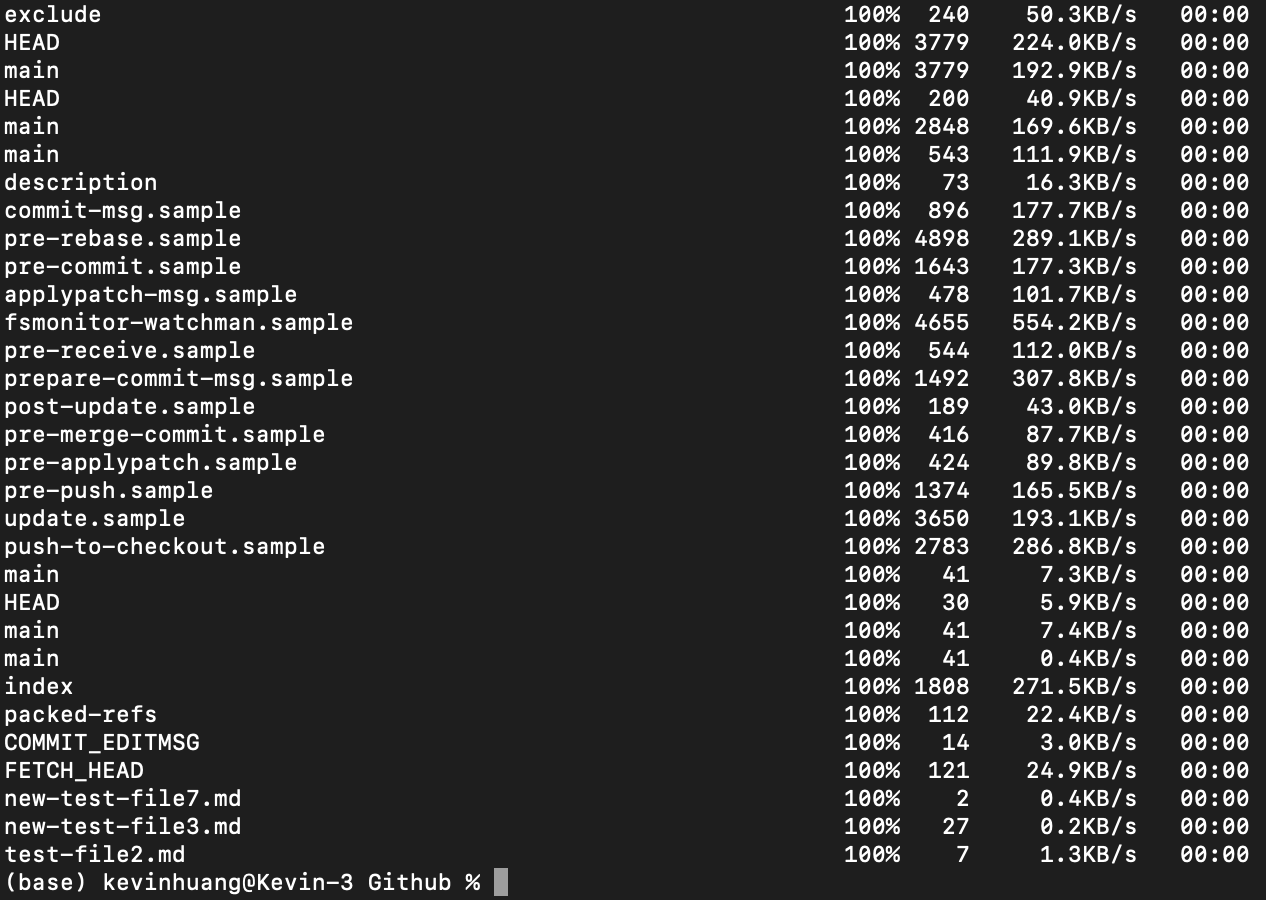 exclude 100% 240 50.3KB/s 00:00
HEAD 100% 3779 224.0KB/s 00:00
main 100% 3779 192.9KB/s 00:00
HEAD 100% 200 40.9KB/s 00:00
main 100% 2848 169.6KB/s 00:00
main 100% 543 111.9KB/s 00:00
description 100% 73 16.3KB/s 00:00
commit-msg.sample 100% 896 177.7KB/s 00:00
pre-rebase.sample 100% 4898 289.1KB/s 00:00
pre-commit.sample 100% 1643 177.3KB/s 00:00
applypatch-msg.sample 100% 478 101.7KB/s 00:00
fsmonitor-watchman.sample 100% 4655 554.2KB/s 00:00
pre-receive.sample 100% 544 112.0KB/s 00:00
prepare-commit-msg.sample 100% 1492 307.8KB/s 00:00
post-update.sample 100% 189 43.0KB/s 00:00
pre-merge-commit.sample 100% 416 87.7KB/s 00:00
pre-applypatch.sample 100% 424 89.8KB/s 00:00
pre-push.sample 100% 1374 165.5KB/s 00:00
update.sample 100% 3650 193.1KB/s 00:00
push-to-checkout.sample 100% 2783 286.8KB/s 00:00
main 100% 41 7.3KB/s 00:00
HEAD 100% 30 5.9KB/s 00:00
main 100% 41 7.4KB/s 00:00
main 100% 41 0.4KB/s 00:00
index 100% 1808 271.5KB/s 00:00
packed-refs 100% 112 22.4KB/s 00:00
COMMIT_EDITMSG 100% 14 3.0KB/s 00:00
FETCH_HEAD 100% 121 24.9KB/s 00:00
new-test-file7.md 100% 2 0.4KB/s 00:00
new-test-file3.md 100% 27 0.2KB/s 00:00
test-file2.md 100% 7 1.3KB/s 00:00
(base) kevinhuang@Kevin-3 Github %